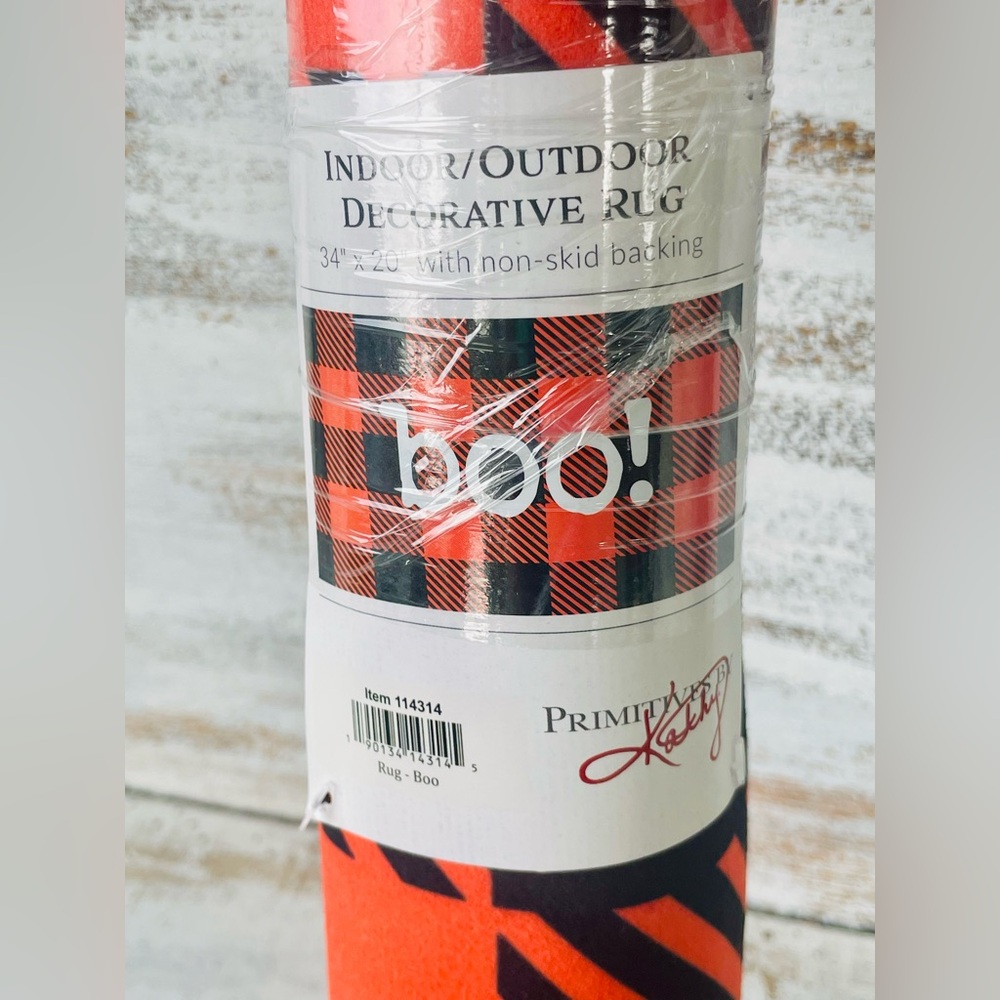 INDOOR/OUTDOOR
DECORATIVE RUG
34" x 20" with non-skid backing
boo!
Item 114314
1 90134 14314 5
Rug - Boo
PRIMITIVES BY
Kathy